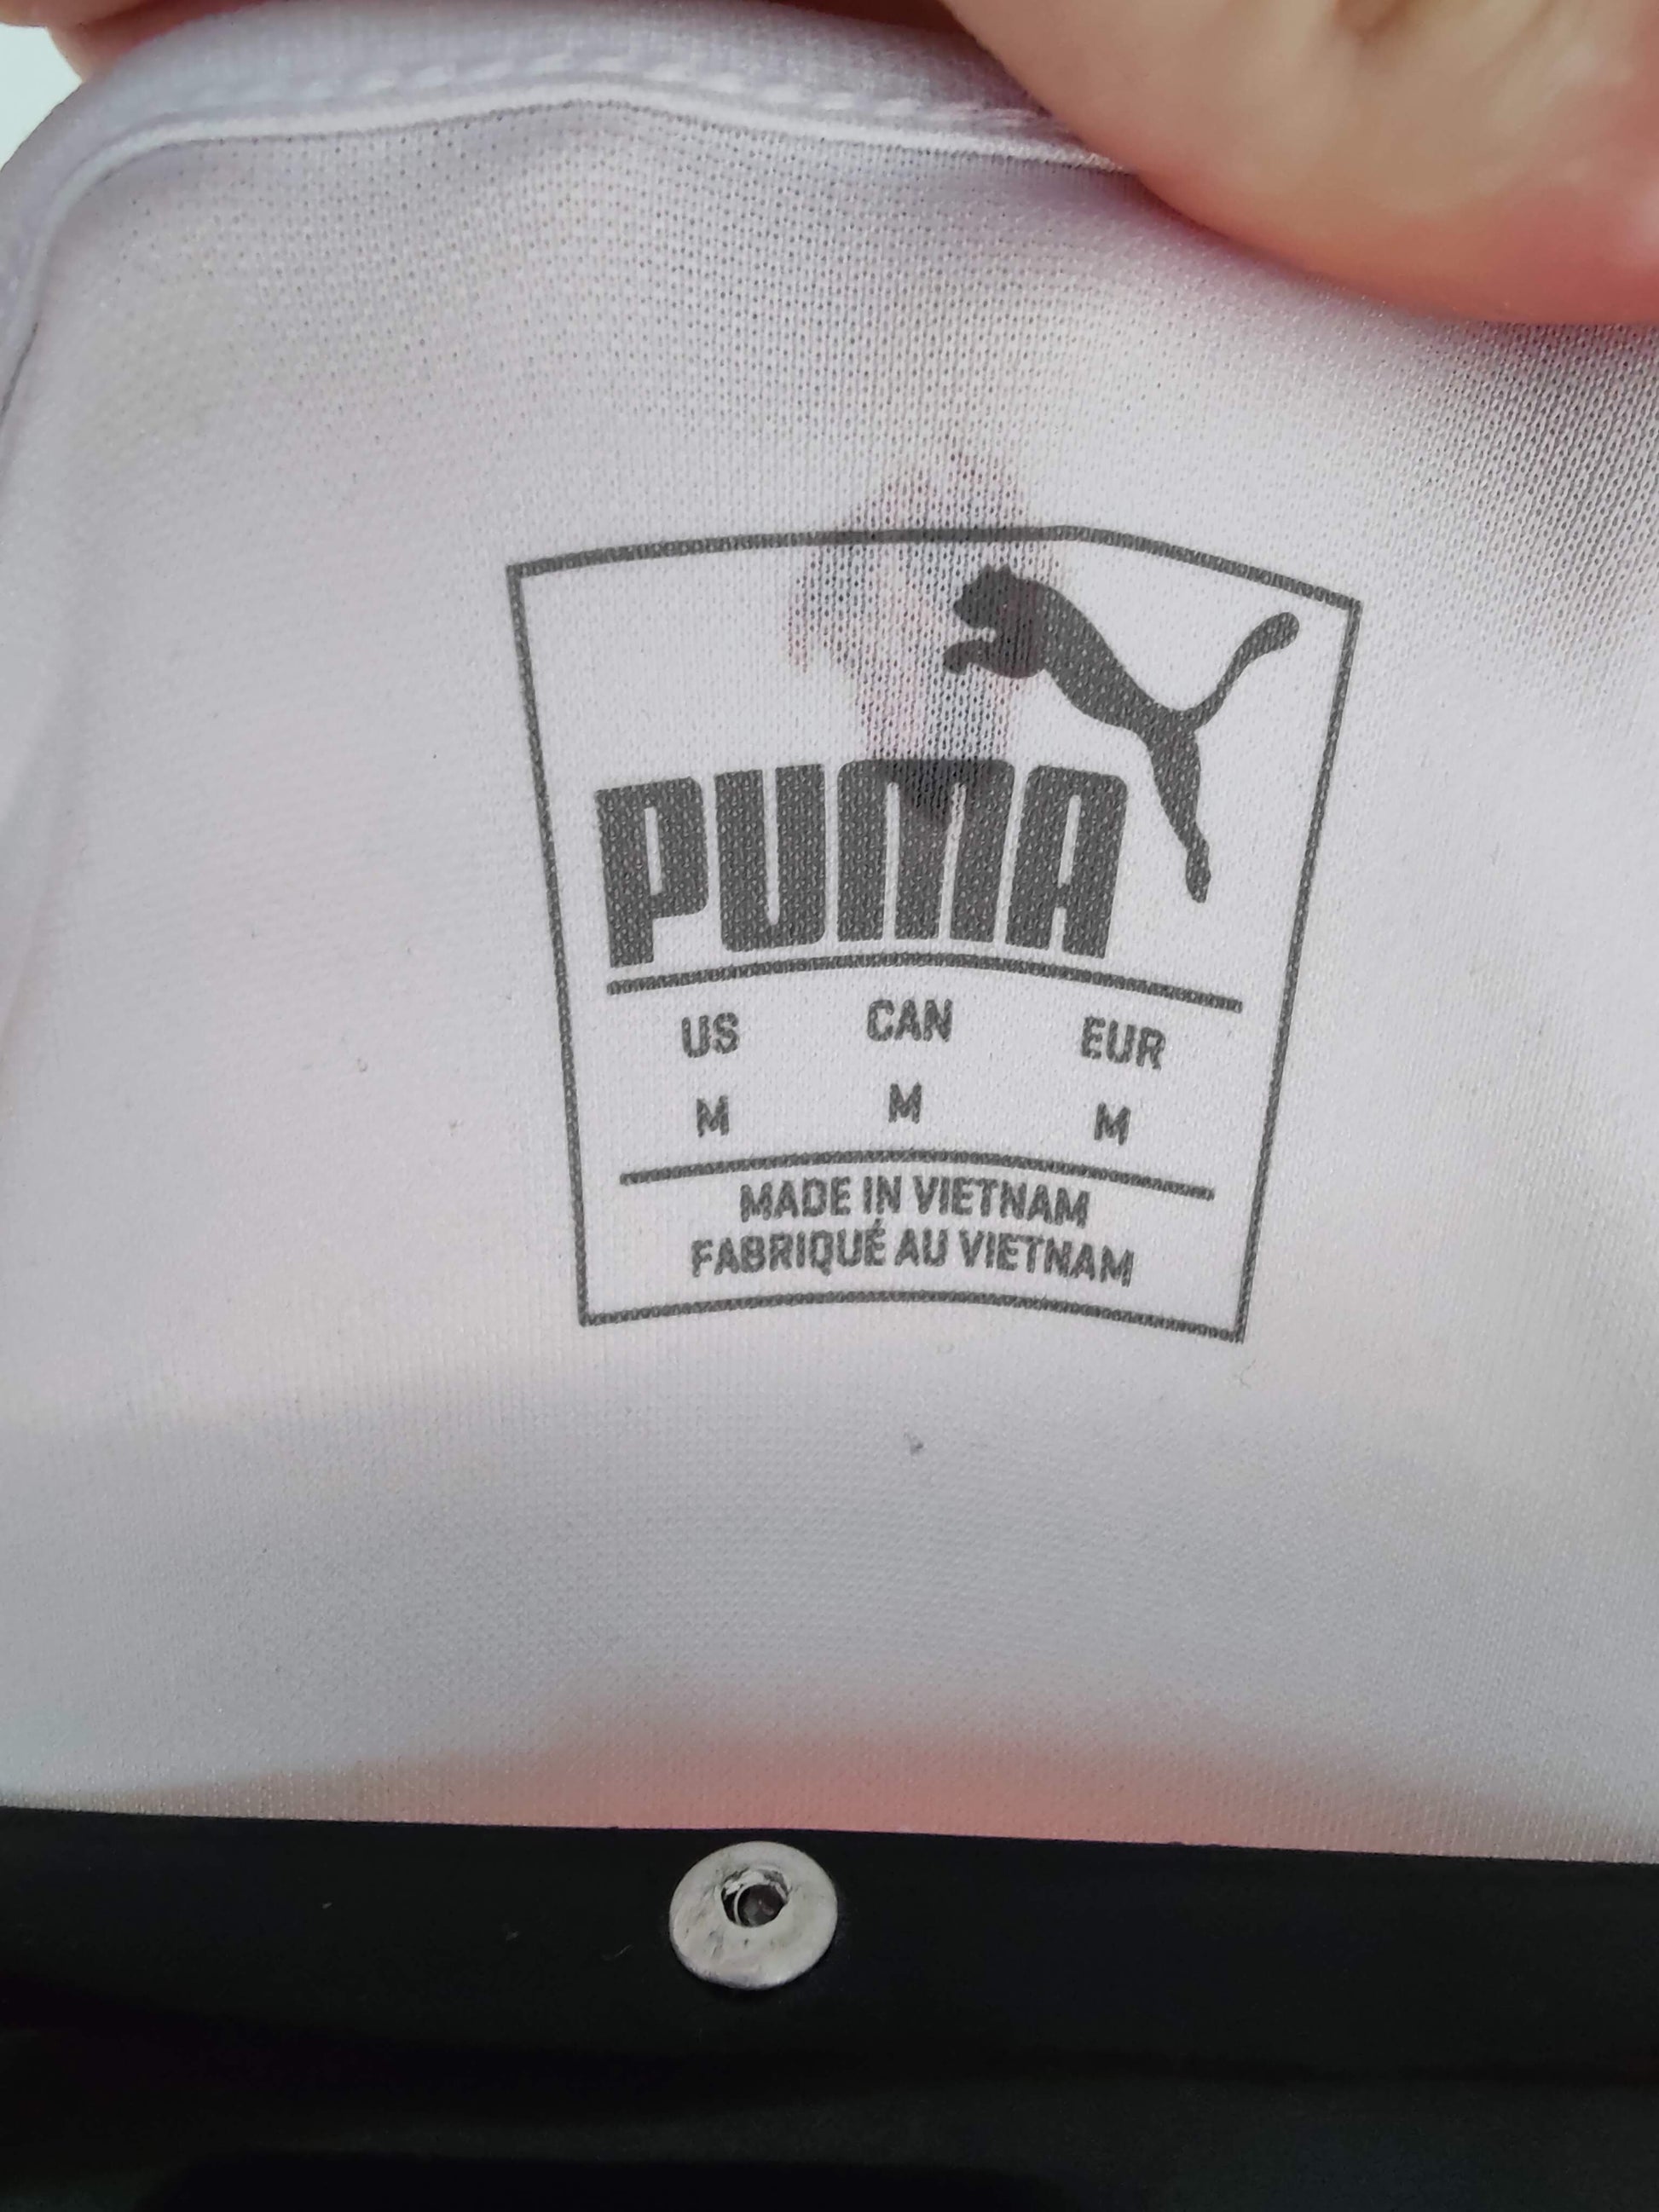 PUMA
US CAN EUR
M M M
MADE IN VIETNAM
FABRIQUÉ AU VIETNAM